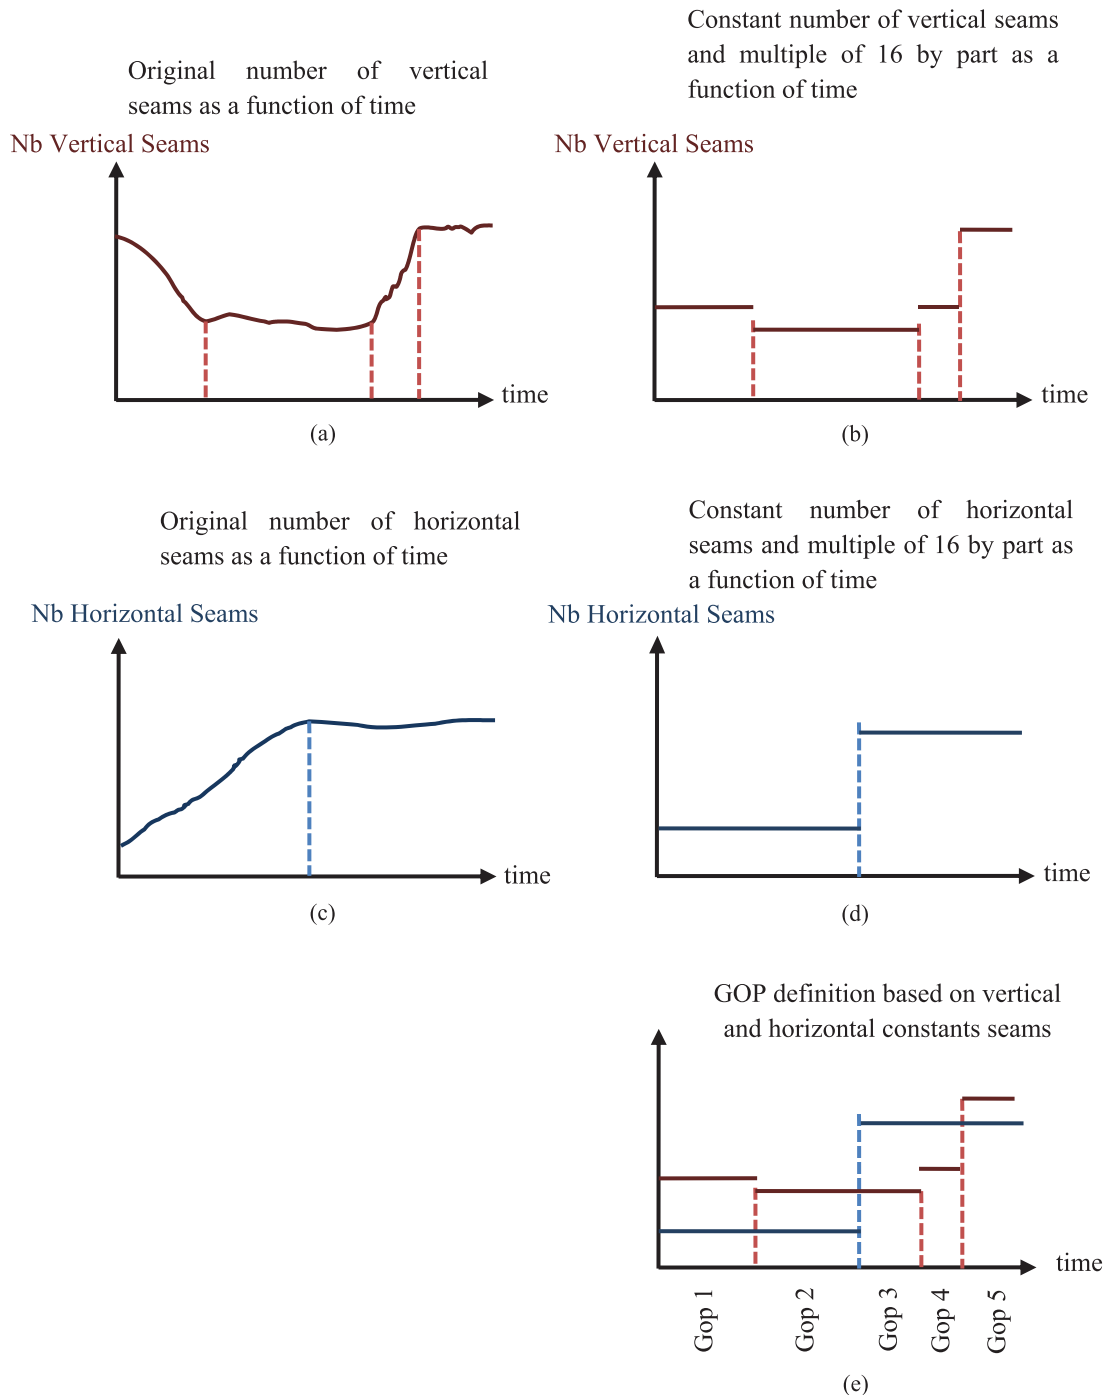 Original number of vertical
seams as a function of time
Nb Vertical Seams
time
(a)
Constant number of vertical seams
and multiple of 16 by part as a
function of time
Nb Vertical Seams
time
(b)
Original number of horizontal
seams as a function of time
Nb Horizontal Seams
time
(c)
Constant number of horizontal
seams and multiple of 16 by part as
a function of time
Nb Horizontal Seams
time
(d)
GOP definition based on vertical
and horizontal constants seams
time
Gop 1
Gop 2
Gop 3
Gop 4
Gop 5
(e)